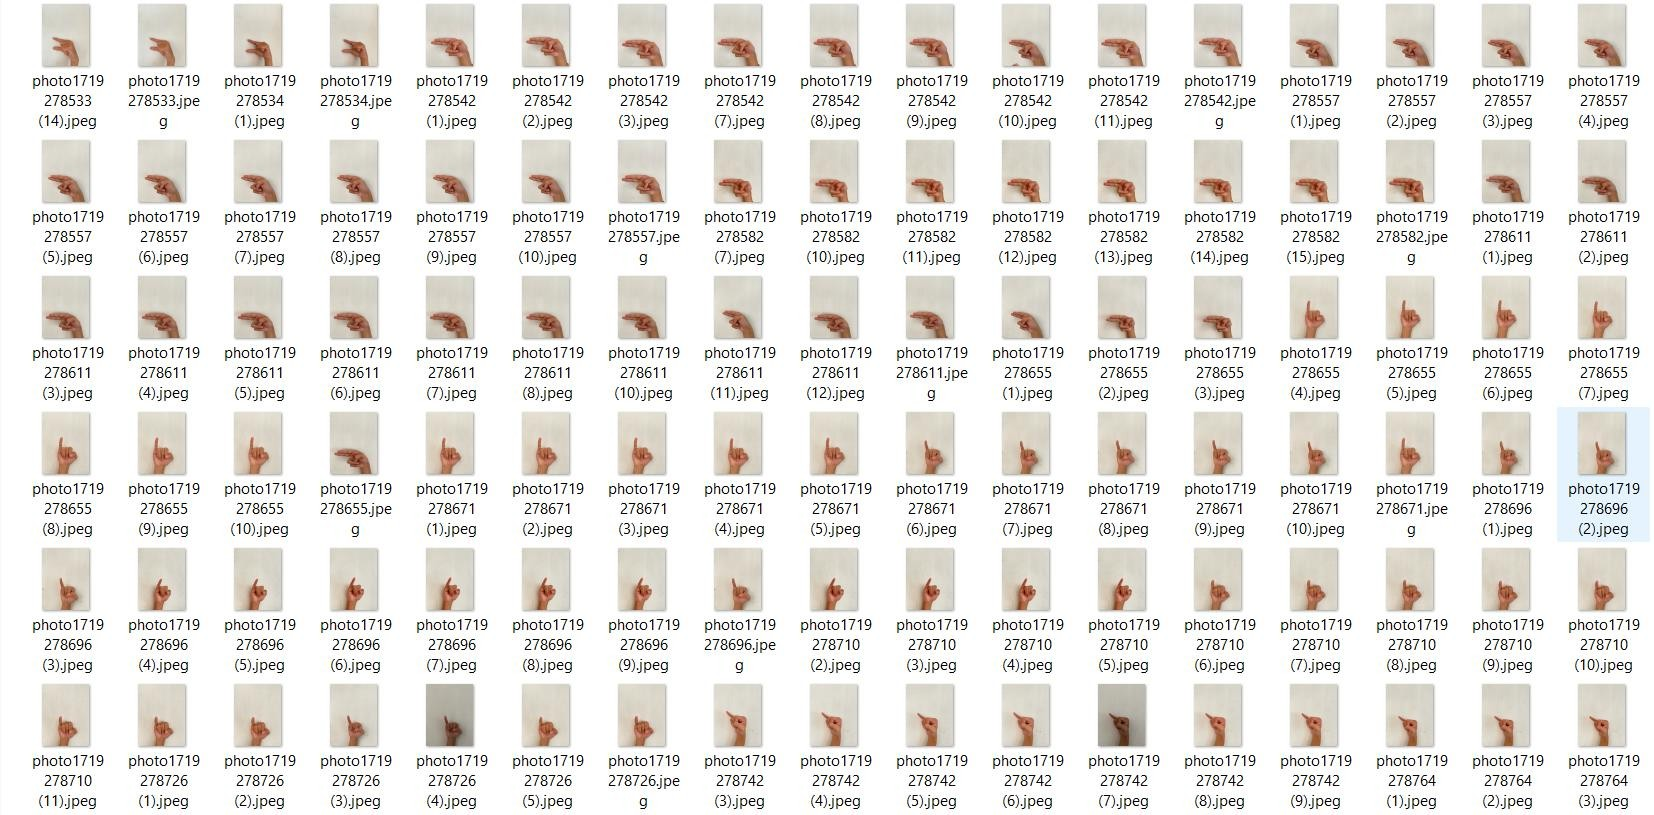 photo1719 photo1719 photo1719 photo1719 photo1719 photo1719 photo1719 photo1719 photo1719 photo1719 photo1719 photo1719 photo1719 photo1719 photo1719 photo1719 photo1719
278533 278533.jpe 278534 278534.jpe 278542 278542 278542 278542 278542 278542 278542 278542 278542.jpe 278557 278557 278557 278557
(14).jpeg g (1).jpeg g (1).jpeg (2).jpeg (3).jpeg (7).jpeg (8).jpeg (9).jpeg (10).jpeg (11).jpeg g (1).jpeg (2).jpeg (3).jpeg (4).jpeg
photo1719 photo1719 photo1719 photo1719 photo1719 photo1719 photo1719 photo1719 photo1719 photo1719 photo1719 photo1719 photo1719 photo1719 photo1719 photo1719 photo1719
278557 278557 278557 278557 278557 278557 278557.jpe 278582 278582 278582 278582 278582 278582 278582 278582.jpe 278611 278611
(5).jpeg (6).jpeg (7).jpeg (8).jpeg (9).jpeg (10).jpeg g (7).jpeg (10).jpeg (11).jpeg (12).jpeg (13).jpeg (14).jpeg (15).jpeg g (1).jpeg (2).jpeg
photo1719 photo1719 photo1719 photo1719 photo1719 photo1719 photo1719 photo1719 photo1719 photo1719 photo1719 photo1719 photo1719 photo1719 photo1719 photo1719 photo1719
278611 278611 278611 278611 278611 278611 278611 278611 278611 278611.jpe 278655 278655 278655 278655 278655 278655 278655
(3).jpeg (4).jpeg (5).jpeg (6).jpeg (7).jpeg (8).jpeg (10).jpeg (11).jpeg (12).jpeg g (1).jpeg (2).jpeg (3).jpeg (4).jpeg (5).jpeg (6).jpeg (7).jpeg
photo1719 photo1719 photo1719 photo1719 photo1719 photo1719 photo1719 photo1719 photo1719 photo1719 photo1719 photo1719 photo1719 photo1719 photo1719 photo1719 photo1719
278655 278655 278655 278655.jpe 278671 278671 278671 278671 278671 278671 278671 278671 278671 278671 278671.jpe 278696 278696
(8).jpeg (9).jpeg (10).jpeg g (1).jpeg (2).jpeg (3).jpeg (4).jpeg (5).jpeg (6).jpeg (7).jpeg (8).jpeg (9).jpeg (10).jpeg g (1).jpeg (2).jpeg
photo1719 photo1719 photo1719 photo1719 photo1719 photo1719 photo1719 photo1719 photo1719 photo1719 photo1719 photo1719 photo1719 photo1719 photo1719 photo1719 photo1719
278696 278696 278696 278696 278696 278696 278696 278696.jpe 278710 278710 278710 278710 278710 278710 278710 278710 278710
(3).jpeg (4).jpeg (5).jpeg (6).jpeg (7).jpeg (8).jpeg (9).jpeg g (2).jpeg (3).jpeg (4).jpeg (5).jpeg (6).jpeg (7).jpeg (8).jpeg (9).jpeg (10).jpeg
photo1719 photo1719 photo1719 photo1719 photo1719 photo1719 photo1719 photo1719 photo1719 photo1719 photo1719 photo1719 photo1719 photo1719 photo1719 photo1719 photo1719
278710 278726 278726 278726 278726 278726 278726.jpe 278742 278742 278742 278742 278742 278742 278742 278764 278764 278764
(11).jpeg (1).jpeg (2).jpeg (3).jpeg (4).jpeg (5).jpeg g (3).jpeg (4).jpeg (5).jpeg (6).jpeg (7).jpeg (8).jpeg (9).jpeg (1).jpeg (2).jpeg (3).jpeg